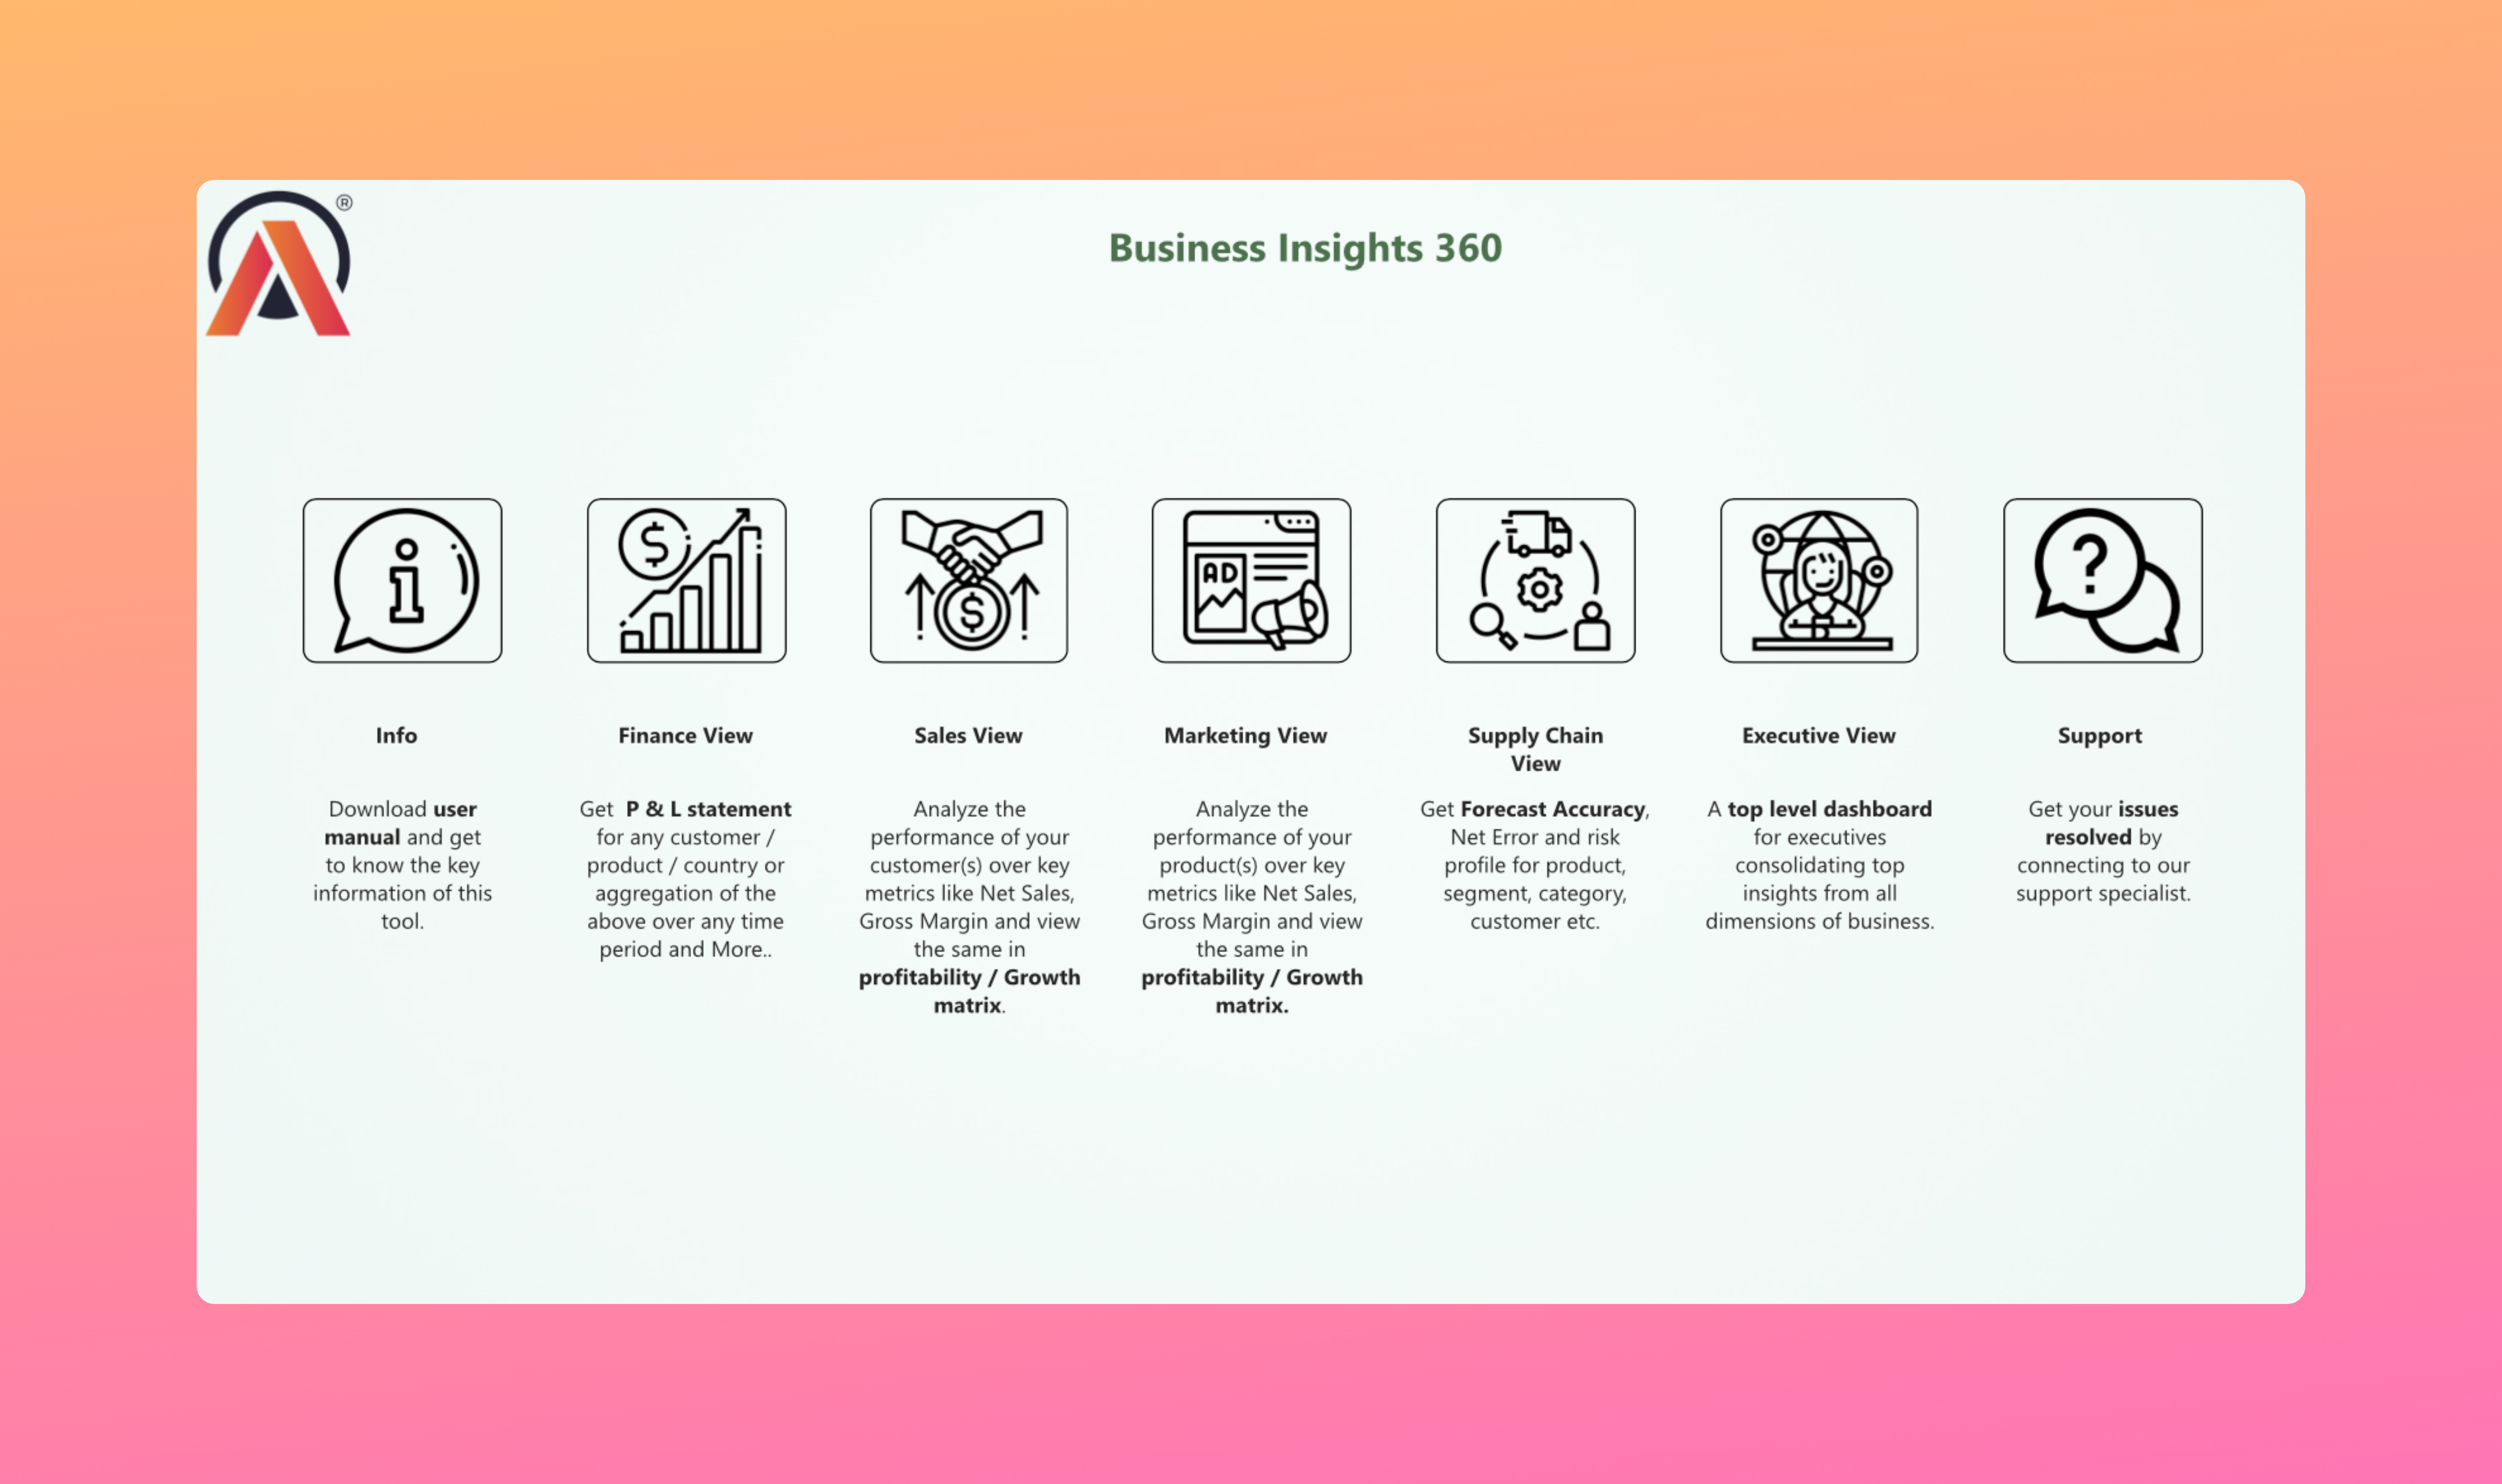 ®
Business Insights 360
AD
Info
Download user
manual and get
to know the key
information of this
tool.
Finance View
Get  P & L statement
for any customer /
product / country or
aggregation of the
above over any time
period and More..
Sales View
Analyze the
performance of your
customer(s) over key
metrics like Net Sales,
Gross Margin and view
the same in
profitability / Growth
matrix.
Marketing View
Analyze the
performance of your
product(s) over key
metrics like Net Sales,
Gross Margin and view
the same in
profitability / Growth
matrix.
Supply Chain
View
Get Forecast Accuracy,
Net Error and risk
profile for product,
segment, category,
customer etc.
Executive View
A top level dashboard
for executives
consolidating top
insights from all
dimensions of business.
Support
Get your issues
resolved by
connecting to our
support specialist.